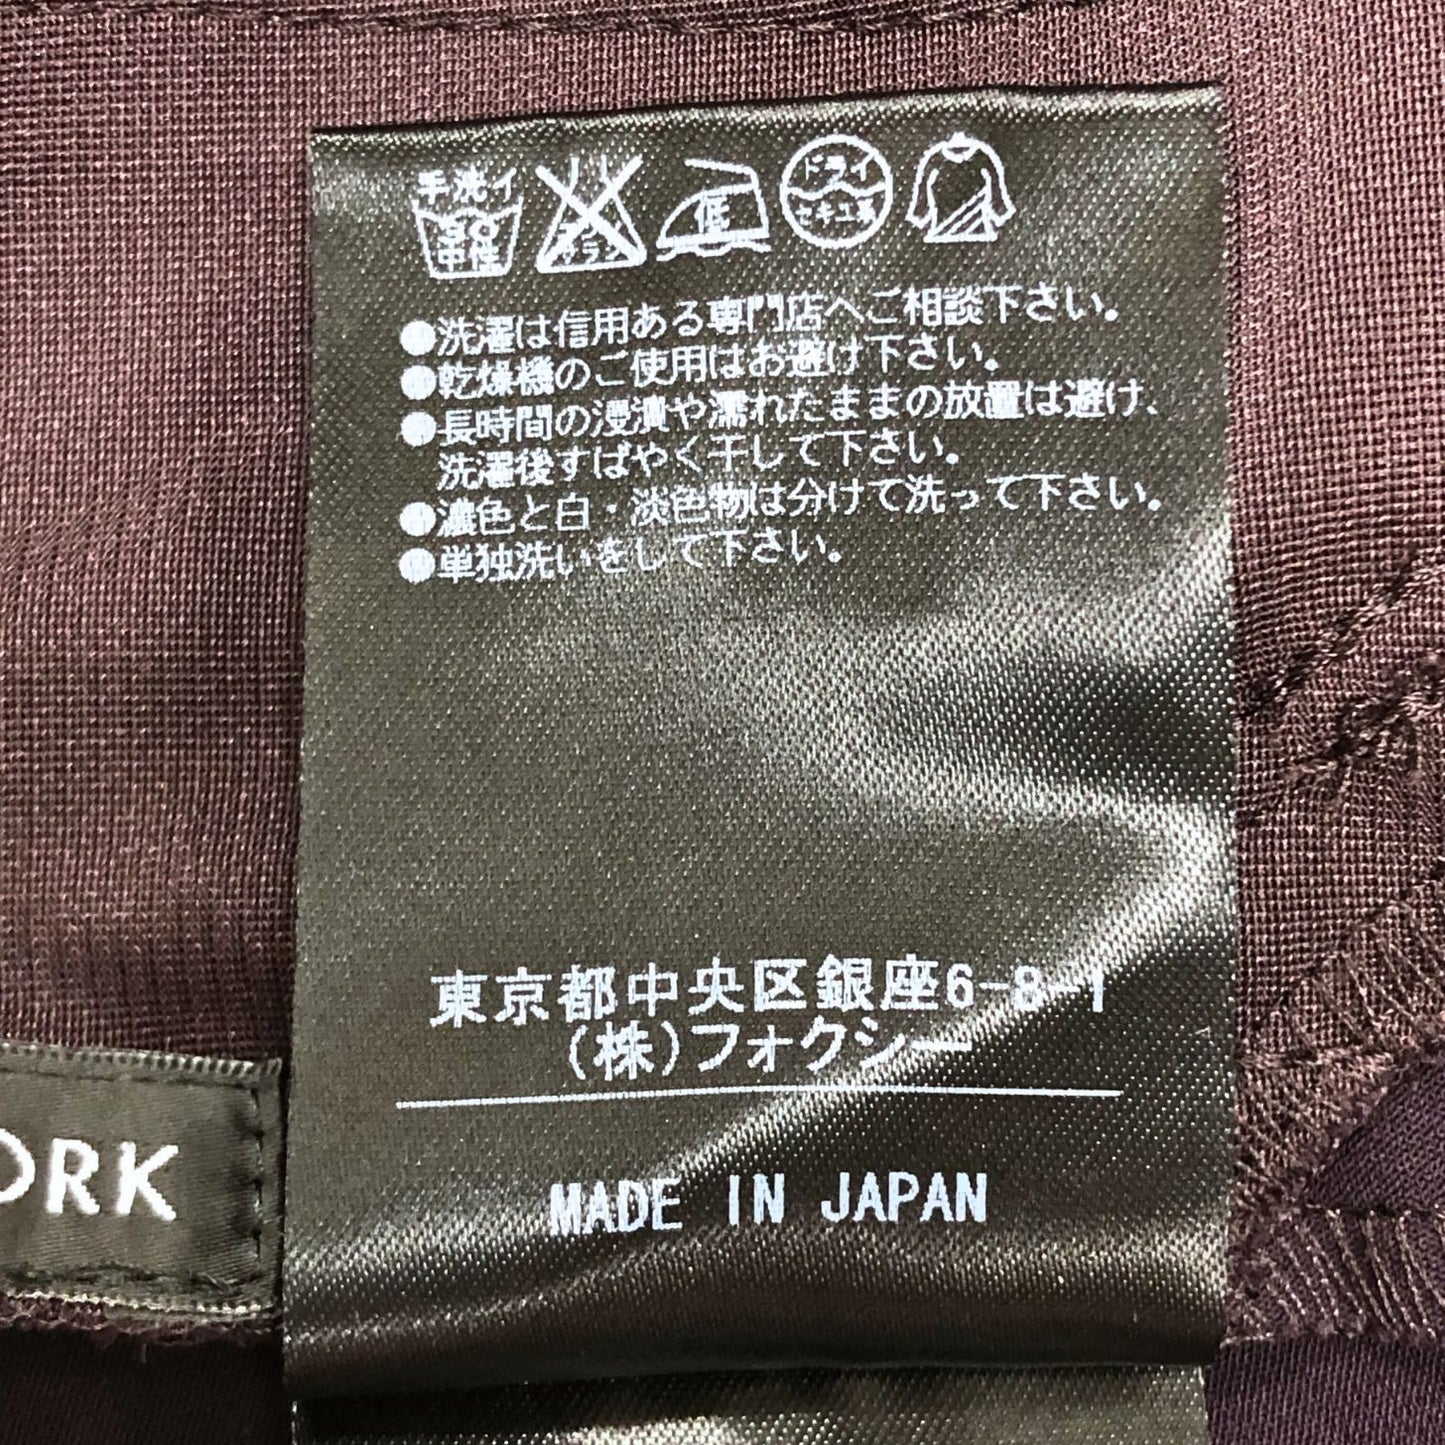 手洗イ
30
中性
低
ドライ
セキユ系
●洗濯は信用ある専門店へご相談下さい。
●乾燥機のご使用はお避け下さい。
●長時間の浸漬や濡れたままの放置は避け、
洗濯後すばやく干して下さい。
●濃色と白・淡色物は分けて洗って下さい。
●単独洗いをして下さい。
東京都中央区銀座6-8-1
(株)フォクシー
ORK
MADE IN JAPAN